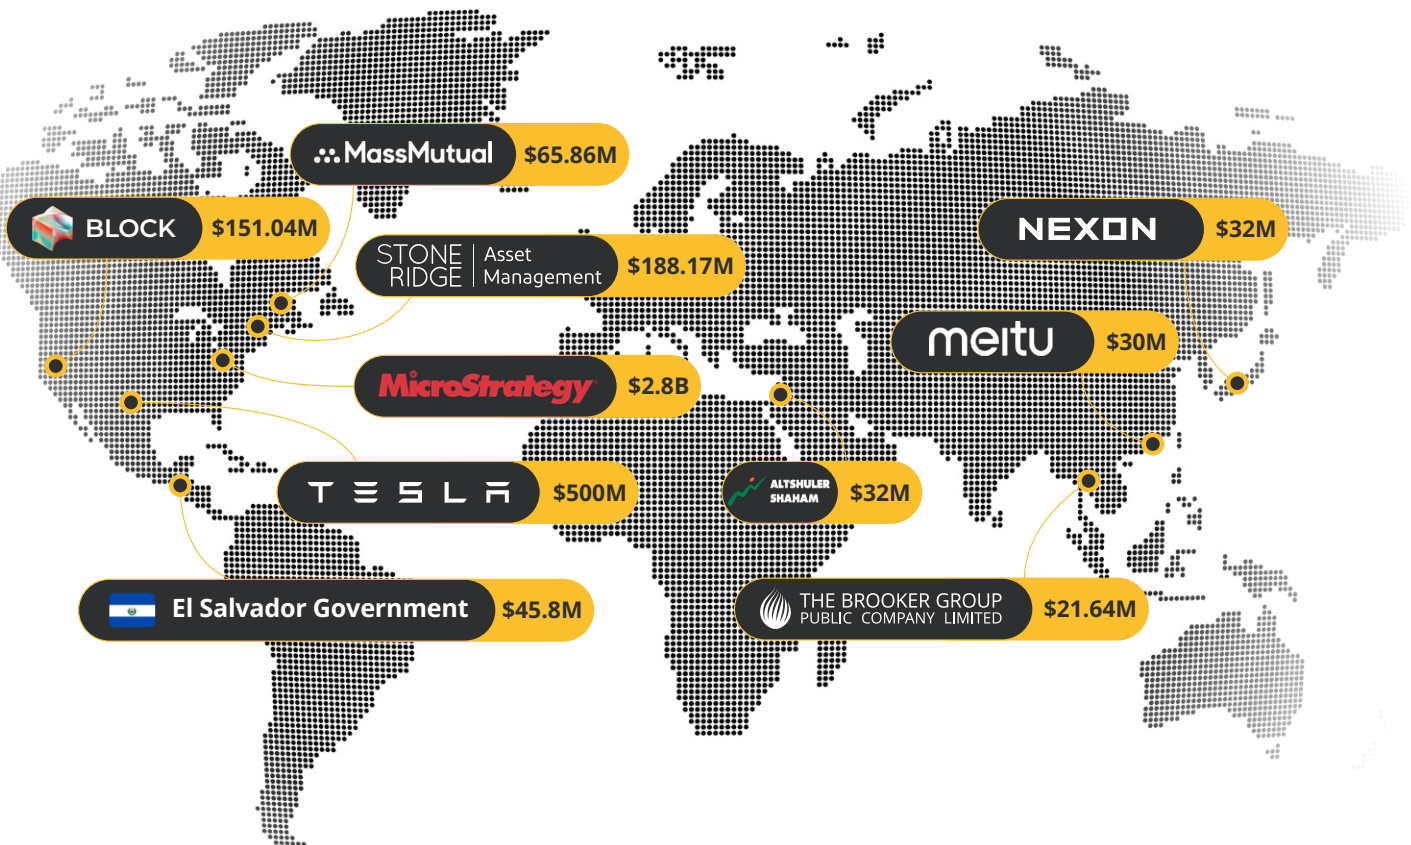 MassMutual $65.86M
BLOCK $151.04M
NEXON $32M
STONE RIDGE Asset Management $188.17M
meitu $30M
MicroStrategy $2.8B
TESLA $500M
ALTSHULER SHAHAM $32M
El Salvador Government $45.8M
THE BROOKER GROUP
PUBLIC COMPANY LIMITED $21.64M